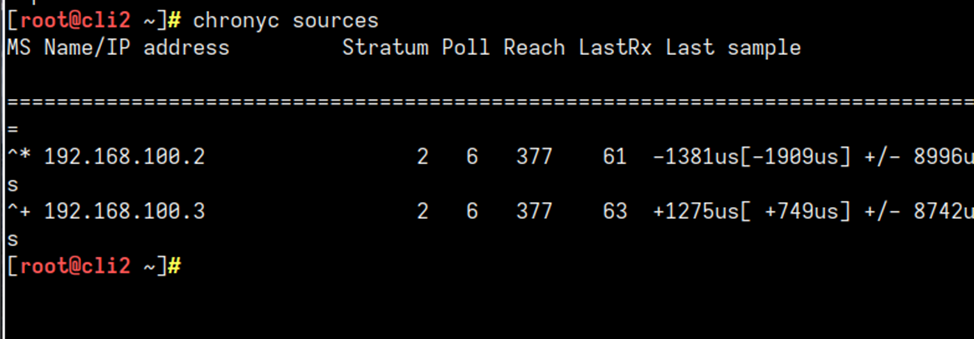 [root@cli2 ~]# chronyc sources
MS Name/IP address         Stratum Poll Reach LastRx Last sample
===============================================================================
=
^* 192.168.100.2                 2   6   377    61  -1381us[-1909us] +/- 8996u
s
^+ 192.168.100.3                 2   6   377    63  +1275us[ +749us] +/- 8742u
s
[root@cli2 ~]#